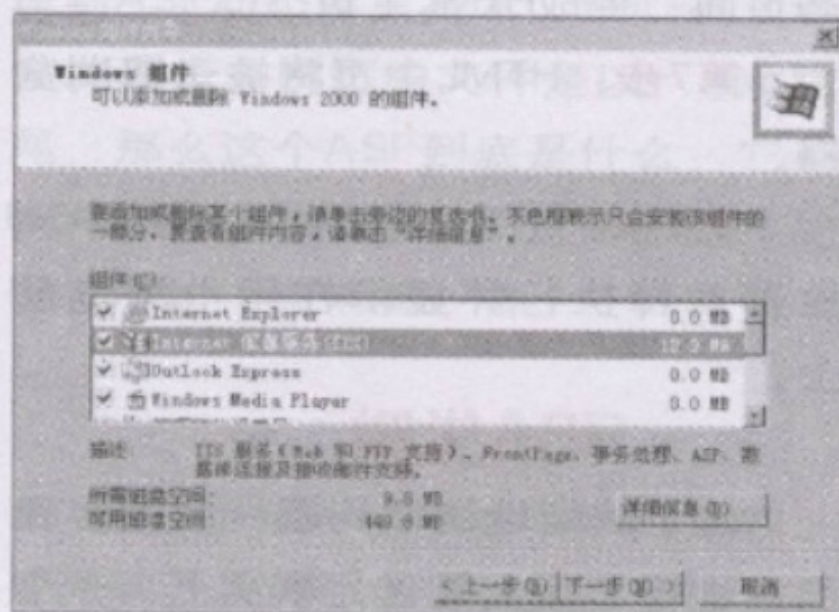 Windows 组件
可以添加或删除 Windows 2000 的组件。
要添加或删除某个组件，请单击旁边的复选框。灰色框表示只会安装该组件的
一部分。要查看组件内容，请单击“详细信息”。
组件(C):
Internet Explorer 0.0 MB
Internet 信息服务(IIS)
Outlook Express 0.0 MB
Windows Media Player 0.0 MB
描述: IIS 服务(Web 和 FTP 支持)、FrontPage、事务处理、ASP、数
据库连接及接收邮件支持。
所需磁盘空间:
可用磁盘空间:
详细信息(D)
< 上一步(B) 下一步(N) > 取消